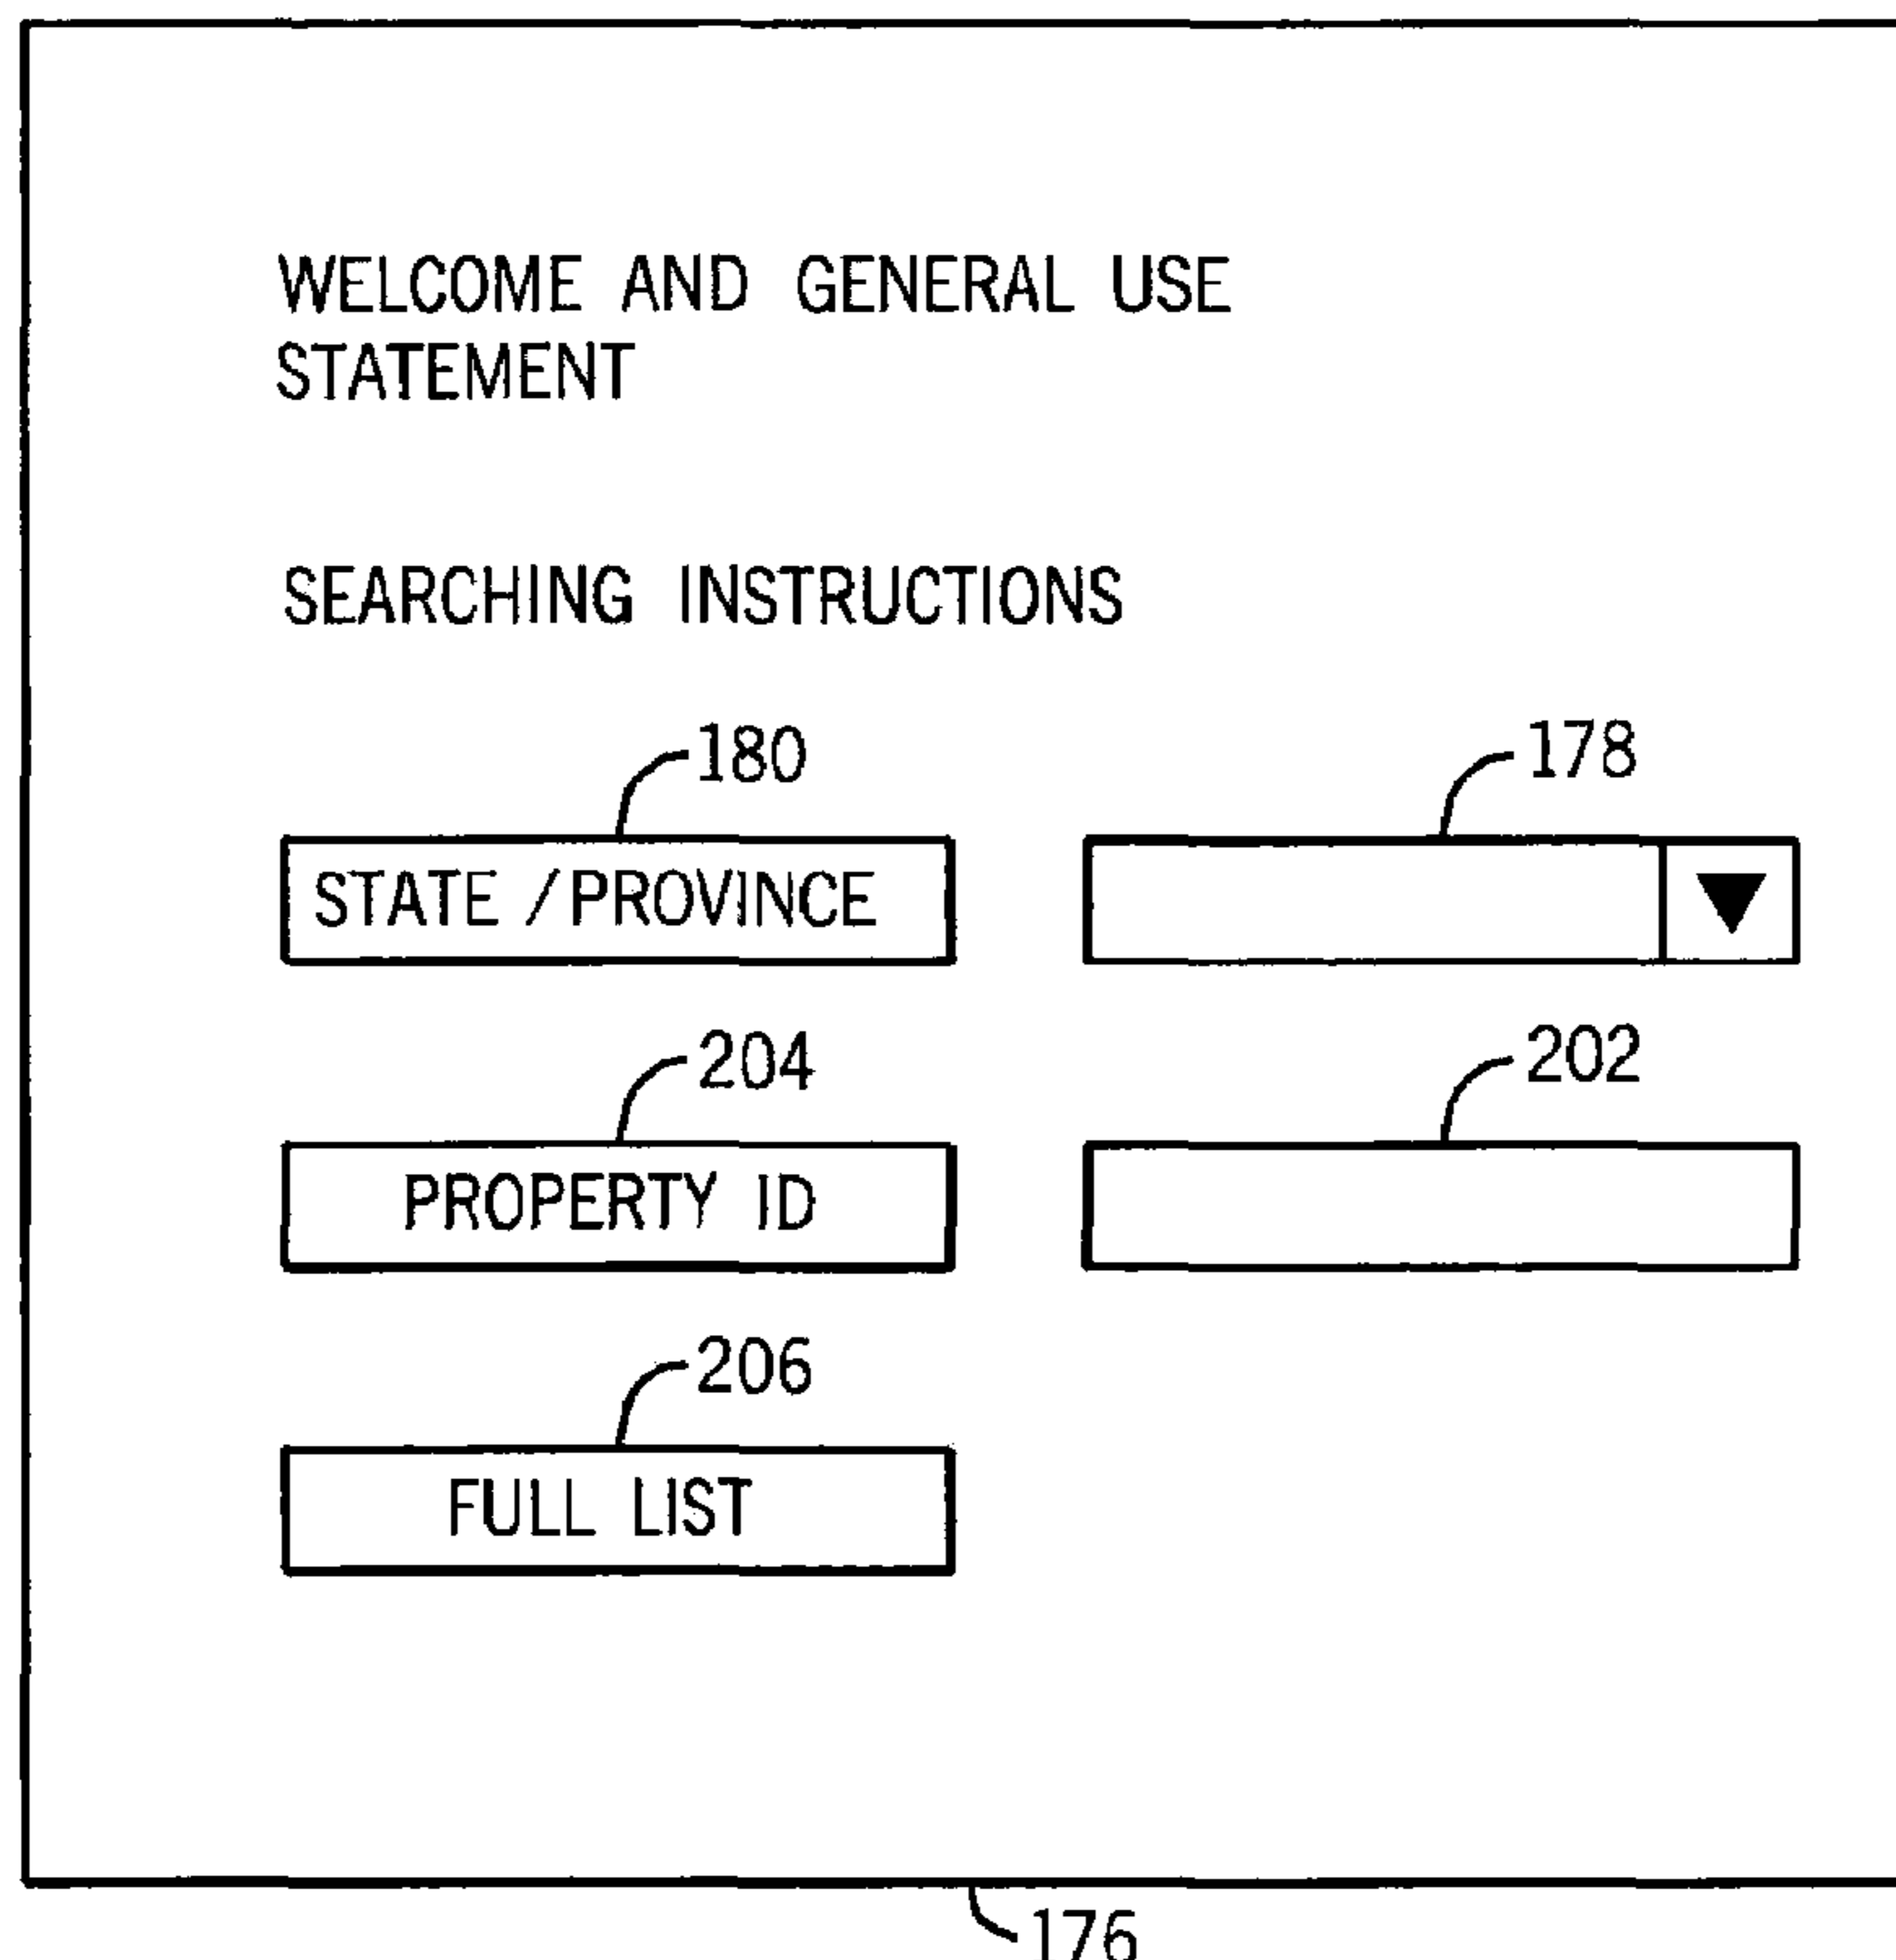 WELCOME AND GENERAL USE
STATEMENT
SEARCHING INSTRUCTIONS
180 178
STATE/PROVINCE
204 202
PROPERTY ID
206
FULL LIST
176